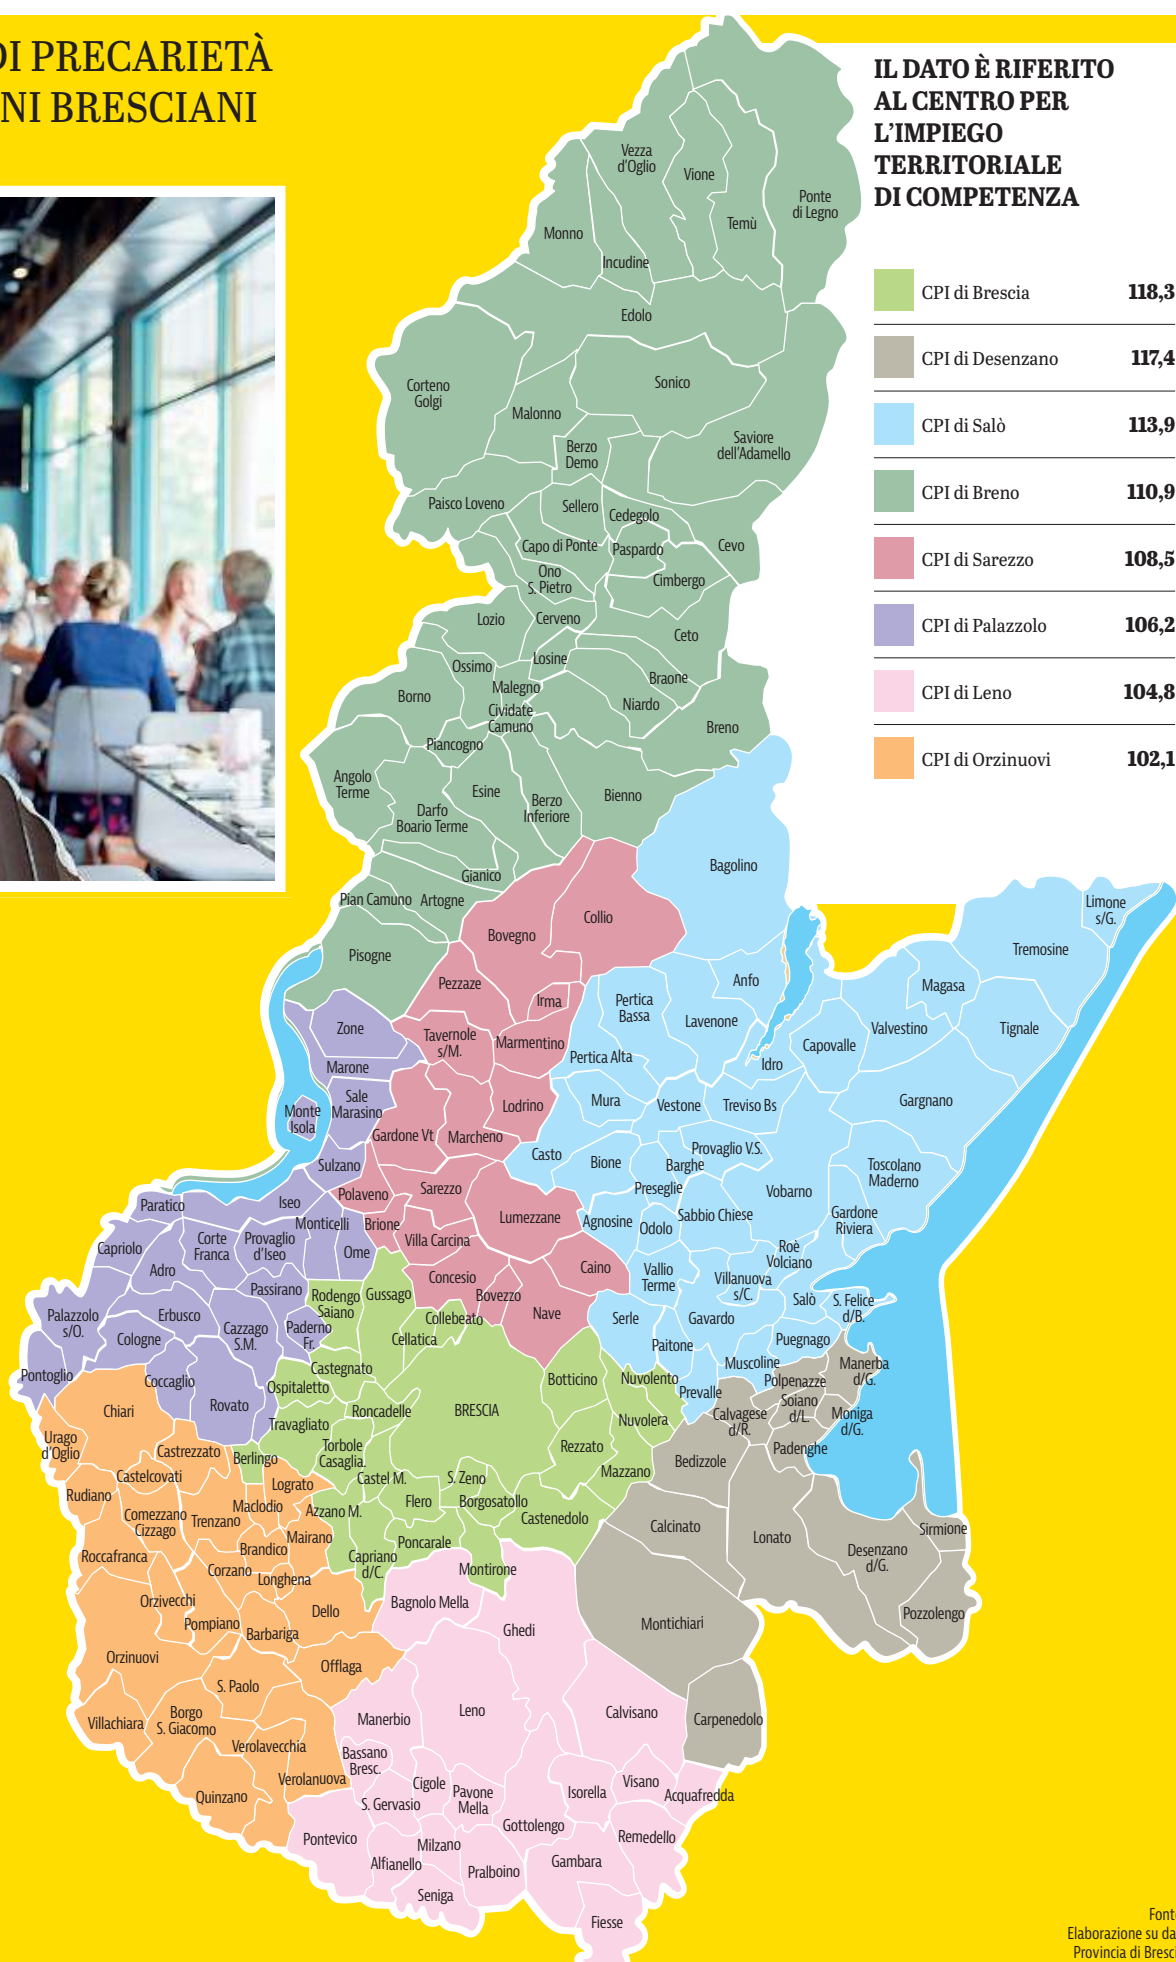 DI PRECARIETÀ
NI BRESCIANI
IL DATO È RIFERITO
AL CENTRO PER
L'IMPIEGO
TERRITORIALE
DI COMPETENZA
CPI di Brescia 118,3
CPI di Desenzano 117,4
CPI di Salò 113,9
CPI di Breno 110,9
CPI di Sarezzo 108,5
CPI di Palazzolo 106,2
CPI di Leno 104,8
CPI di Orzinuovi 102,1
Vezza
d'Oglio
Vione
Ponte
di Legno
Temù
Monno
Incudine
Edolo
Corteno
Golgi
Sonico
Malonno
Saviore
dell'Adamello
Berzo
Demo
Paisco Loveno
Sellero
Cedegolo
Capo di Ponte
Paspardo
Cevo
Ono
S. Pietro
Cimbergo
Lozio
Cerveno
Ceto
Losine
Ossimo
Braone
Malegno
Borno
Niardo
Cividate
Camuno
Breno
Piancogno
Angolo
Terme
Esine
Berzo
Inferiore
Bienno
Darfo
Boario Terme
Gianico
Pian Camuno
Artogne
Pisogne
Bagolino
Collio
Bovegno
Limone
s/G.
Tremosine
Pezzaze
Irma
Anfo
Magasa
Pertica
Bassa
Lavenone
Zone
Tavernole
s/M.
Marmentino
Valvestino
Tignale
Capovalle
Pertica Alta
Idro
Marone
Sale
Marasino
Monte
Isola
Lodrino
Mura
Vestone
Treviso Bs
Gargnano
Gardone Vt
Marcheno
Casto
Bione
Provaglio V.S.
Barghe
Sulzano
Toscolano
Maderno
Polaveno
Sarezzo
Preseglie
Vobarno
Paratico
Iseo
Lumezzane
Agnosine
Odolo
Sabbio Chiese
Gardone
Riviera
Monticelli
Brione
Villa Carcina
Capriolo
Corte
Franca
Provaglio
d'Iseo
Ome
Roè
Volciano
Adro
Concesio
Caino
Vallio
Terme
Villanuova
s/C.
Passirano
Rodengo
Saiano
Gussago
Bovezzo
Salò
S. Felice
d/B.
Palazzolo
s/O.
Erbusco
Cazzago
S.M.
Paderno
Fr.
Collebeato
Nave
Serle
Gavardo
Cologne
Cellatica
Paitone
Puegnago
Pontoglio
Castegnato
Muscoline
Manerba
d/G.
Coccaglio
Ospitaletto
Botticino
Nuvolento
Prevalle
Polpenazze
Chiari
Rovato
Roncadelle
BRESCIA
Soiano
d/L.
Moniga
d/G.
Travagliato
Nuvolera
Calvagese
d/R.
Urago
d'Oglio
Castrezzato
Berlingo
Torbole
Casaglia.
Rezzato
Padenghe
Castelcovati
Castel M.
S. Zeno
Mazzano
Bedizzole
Rudiano
Lograto
Comezzano
Cizzago
Trenzano
Maclodio
Azzano M.
Flero
Borgosatollo
Castenedolo
Calcinato
Lonato
Sirmione
Mairano
Brandico
Poncarale
Roccafranca
Capriano
d/C.
Desenzano
d/G.
Corzano
Longhena
Montirone
Orzivecchi
Bagnolo Mella
Pozzolengo
Pompiano
Dello
Barbariga
Ghedi
Montichiari
Orzinuovi
Offlaga
S. Paolo
Leno
Calvisano
Villachiara
Borgo
S. Giacomo
Manerbio
Carpenedolo
Verolavecchia
Bassano
Bresc.
Verolanuova
Quinzano
Cigole
Pavone
Mella
Isorella
Visano
Acquafredda
S. Gervasio
Gottolengo
Pontevico
Remedello
Milzano
Alfianello
Pralboino
Gambara
Seniga
Fiesse
Font
Elaborazione su da
Provincia di Bresci